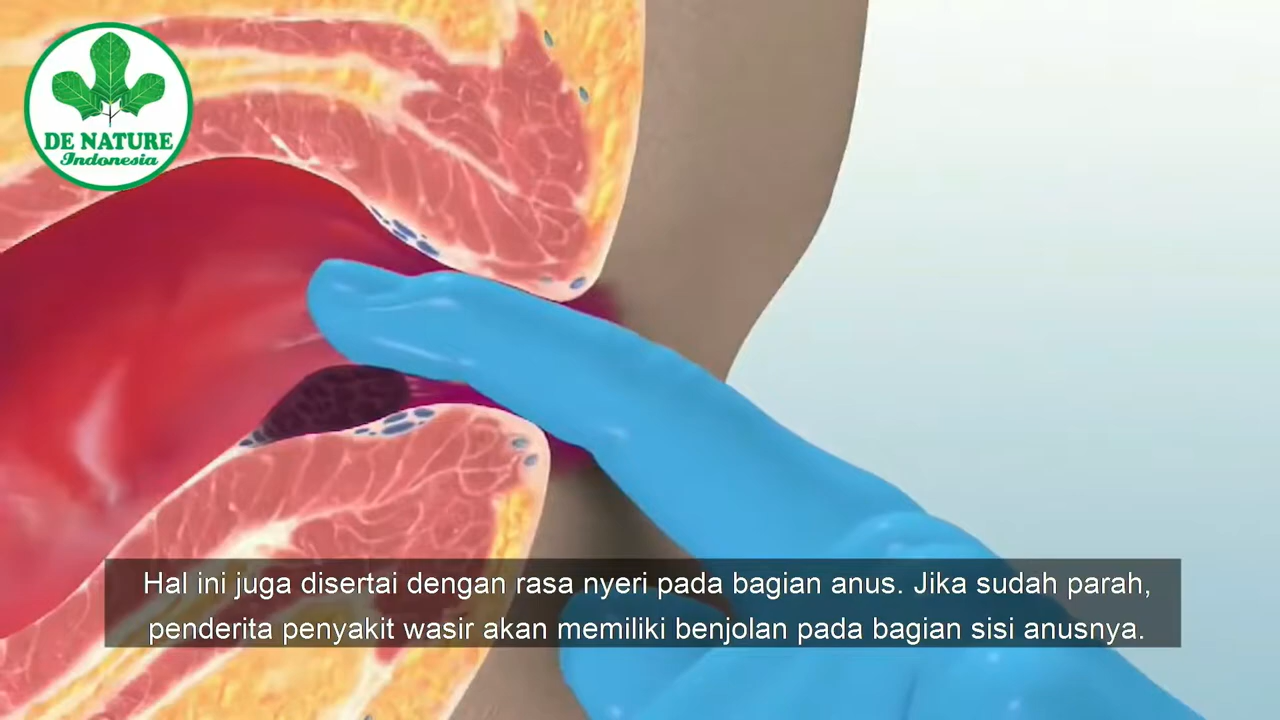 DE NATURE
Indonesia
Hal ini juga disertai dengan rasa nyeri pada bagian anus. Jika sudah parah,
penderita penyakit wasir akan memiliki benjolan pada bagian sisi anusnya.